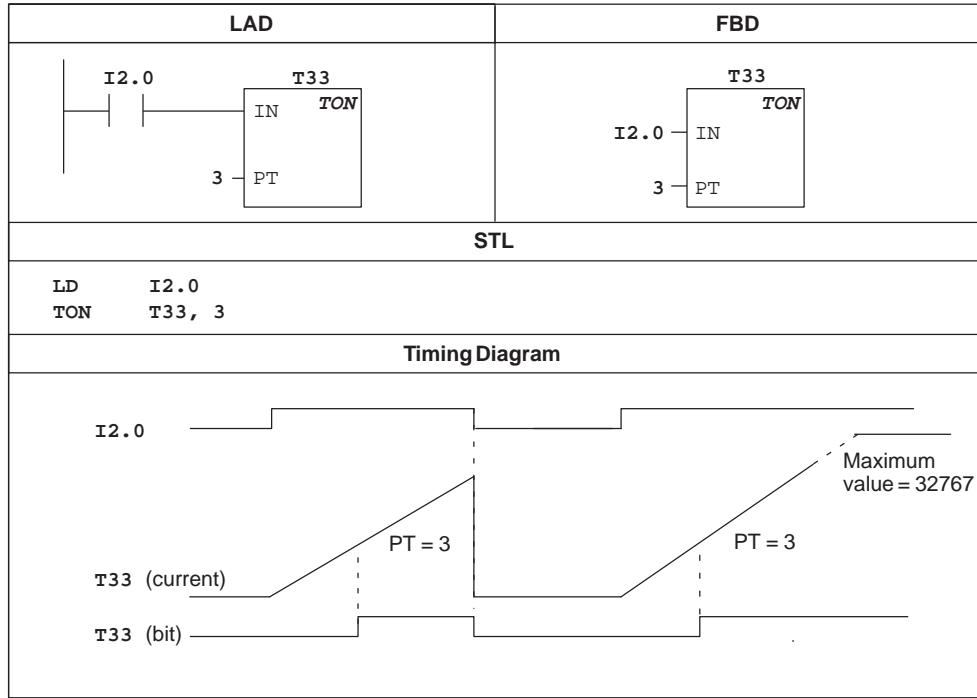 LAD
FBD
I2.0
T33
IN TON
3 PT
T33
TON
I2.0 IN
3 PT
STL
LD I2.0
TON T33, 3
Timing Diagram
I2.0
Maximum
value = 32767
PT = 3
PT = 3
T33 (current)
T33 (bit)